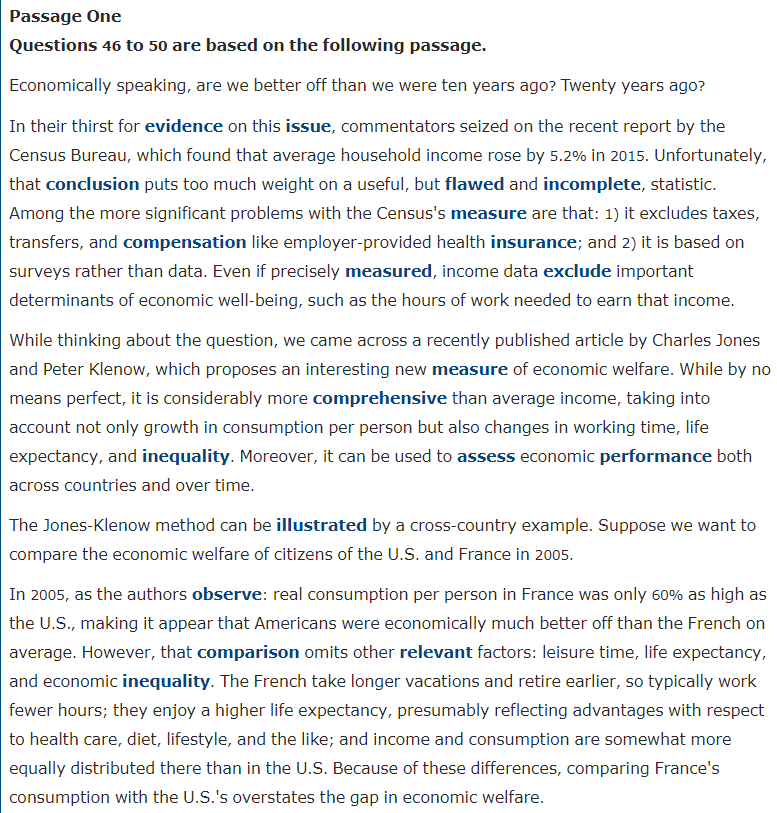 Passage One
Questions 46 to 50 are based on the following passage.
Economically speaking, are we better off than we were ten years ago? Twenty years ago?
In their thirst for evidence on this issue, commentators seized on the recent report by the
Census Bureau, which found that average household income rose by 5.2% in 2015. Unfortunately,
that conclusion puts too much weight on a useful, but flawed and incomplete, statistic.
Among the more significant problems with the Census's measure are that: 1) it excludes taxes,
transfers, and compensation like employer-provided health insurance; and 2) it is based on
surveys rather than data. Even if precisely measured, income data exclude important
determinants of economic well-being, such as the hours of work needed to earn that income.
While thinking about the question, we came across a recently published article by Charles Jones
and Peter Klenow, which proposes an interesting new measure of economic welfare. While by no
means perfect, it is considerably more comprehensive than average income, taking into
account not only growth in consumption per person but also changes in working time, life
expectancy, and inequality. Moreover, it can be used to assess economic performance both
across countries and over time.
The Jones-Klenow method can be illustrated by a cross-country example. Suppose we want to
compare the economic welfare of citizens of the U.S. and France in 2005.
In 2005, as the authors observe: real consumption per person in France was only 60% as high as
the U.S., making it appear that Americans were economically much better off than the French on
average. However, that comparison omits other relevant factors: leisure time, life expectancy,
and economic inequality. The French take longer vacations and retire earlier, so typically work
fewer hours; they enjoy a higher life expectancy, presumably reflecting advantages with respect
to health care, diet, lifestyle, and the like; and income and consumption are somewhat more
equally distributed there than in the U.S. Because of these differences, comparing France's
consumption with the U.S.'s overstates the gap in economic welfare.